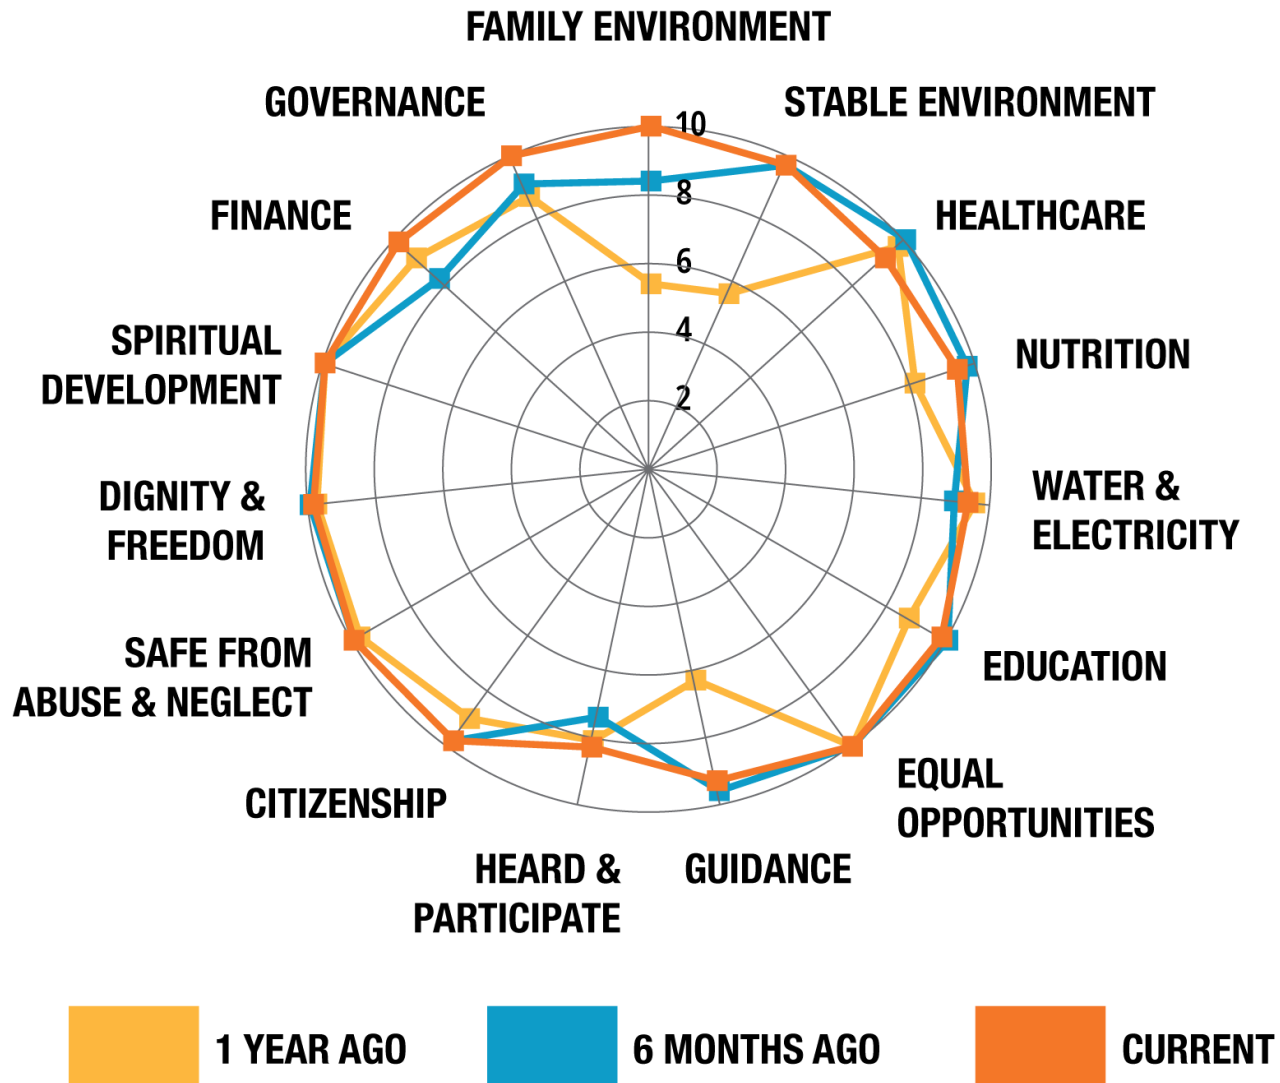 FAMILY ENVIRONMENT
GOVERNANCE
STABLE ENVIRONMENT
10
FINANCE
8
HEALTHCARE
6
SPIRITUAL
DEVELOPMENT
4
NUTRITION
2
DIGNITY &
FREEDOM
WATER &
ELECTRICITY
SAFE FROM
ABUSE & NEGLECT
EDUCATION
CITIZENSHIP
EQUAL
OPPORTUNITIES
HEARD &
PARTICIPATE
GUIDANCE
1 YEAR AGO
6 MONTHS AGO
CURRENT